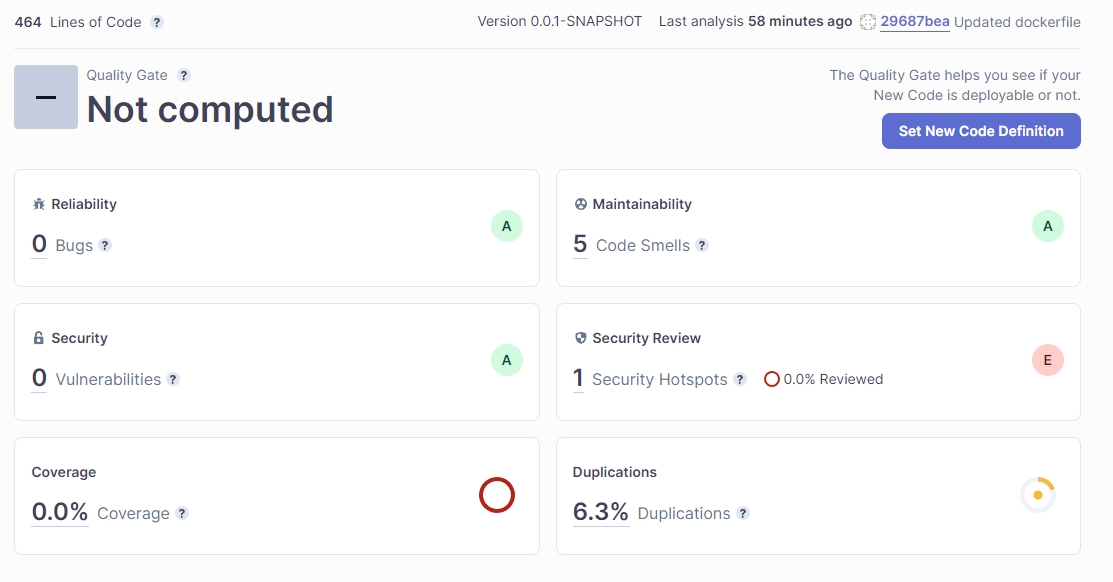 464 Lines of Code ? Version 0.0.1-SNAPSHOT Last analysis 58 minutes ago 29687bea Updated dockerfile
Quality Gate ?
Not computed
The Quality Gate helps you see if your
New Code is deployable or not.
Set New Code Definition
Reliability
0 Bugs ?
A
Maintainability
5 Code Smells ?
A
Security
0 Vulnerabilities ?
A
Security Review
1 Security Hotspots ? 0.0% Reviewed
E
Coverage
0.0% Coverage ?
Duplications
6.3% Duplications ?